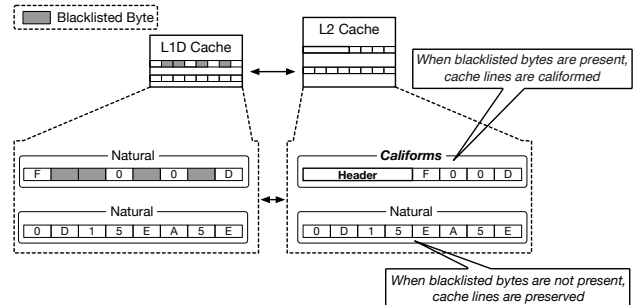 Blacklisted Byte
L1D Cache
L2 Cache
When blacklisted bytes are present,
cache lines are califormed
Natural
F 0 0 D
Califorms
Header F 0 0 D
Natural
0 D 1 5 E A 5 E
Natural
0 D 1 5 E A 5 E
When blacklisted bytes are not present,
cache lines are preserved